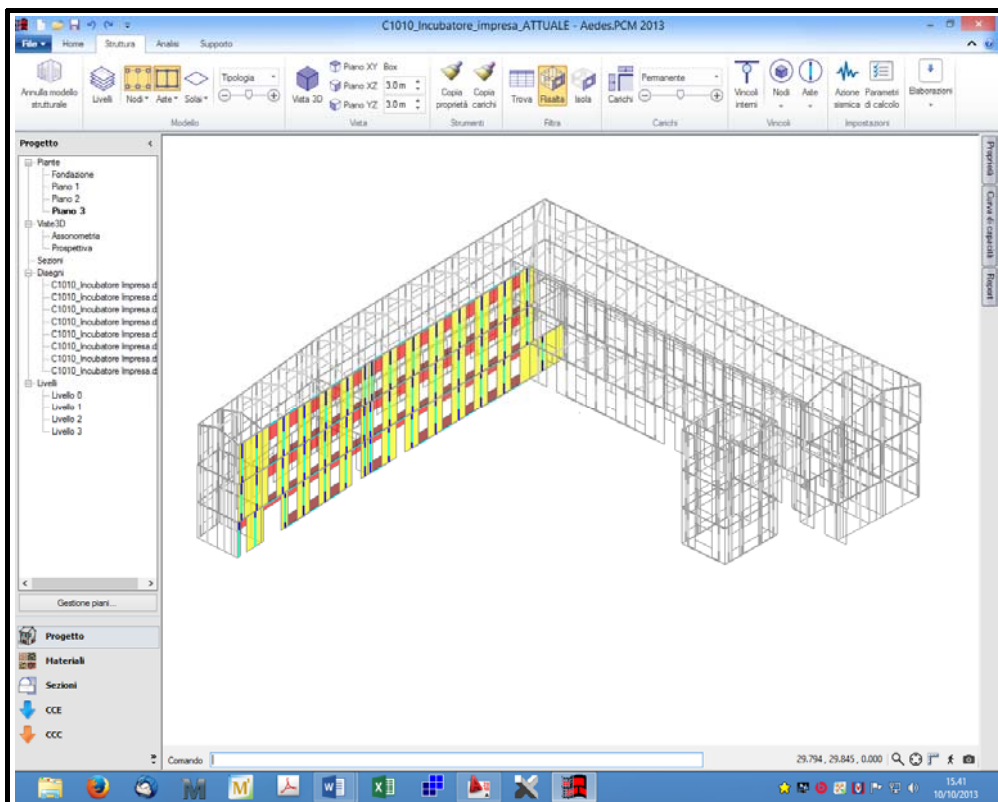 C1010_Incubatore_impresa_ATTUALE - Aedes.PCM 2013
File Home Struttura Analisi Supporto
Annulla modello strutturale
Livelli Nodi Aste Solai Tipologia
Modello
Vista 3D
Piano XY Box
Piano XZ 3.0 m
Piano YZ 3.0 m
Vista
Copia proprietà Copia carichi
Strumenti
Trova Risalta Isola
Filtra
Carichi Permanente
Carichi
Vincoli interni Nodi Aste
Vincoli
Azione sismica Parametri di calcolo
Impostazioni
Elaborazioni
Progetto
Piante
Fondazione
Piano 1
Piano 2
Piano 3
Viste3D
Assonometria
Prospettiva
Sezioni
Disegni
C1010_Incubatore Impresa.d
C1010_Incubatore Impresa.d
C1010_Incubatore Impresa.d
C1010_Incubatore Impresa.d
C1010_Incubatore Impresa.d
C1010_Incubatore Impresa.d
C1010_Incubatore Impresa.d
C1010_Incubatore Impresa.d
Livelli
Livello 0
Livello 1
Livello 2
Livello 3
Gestione piani...
Progetto
Materiali
Sezioni
CCE
CCC
Proprietà
Curva di capacità
Report
Comando
29.794, 29.845, 0.000
15.41
10/10/2013